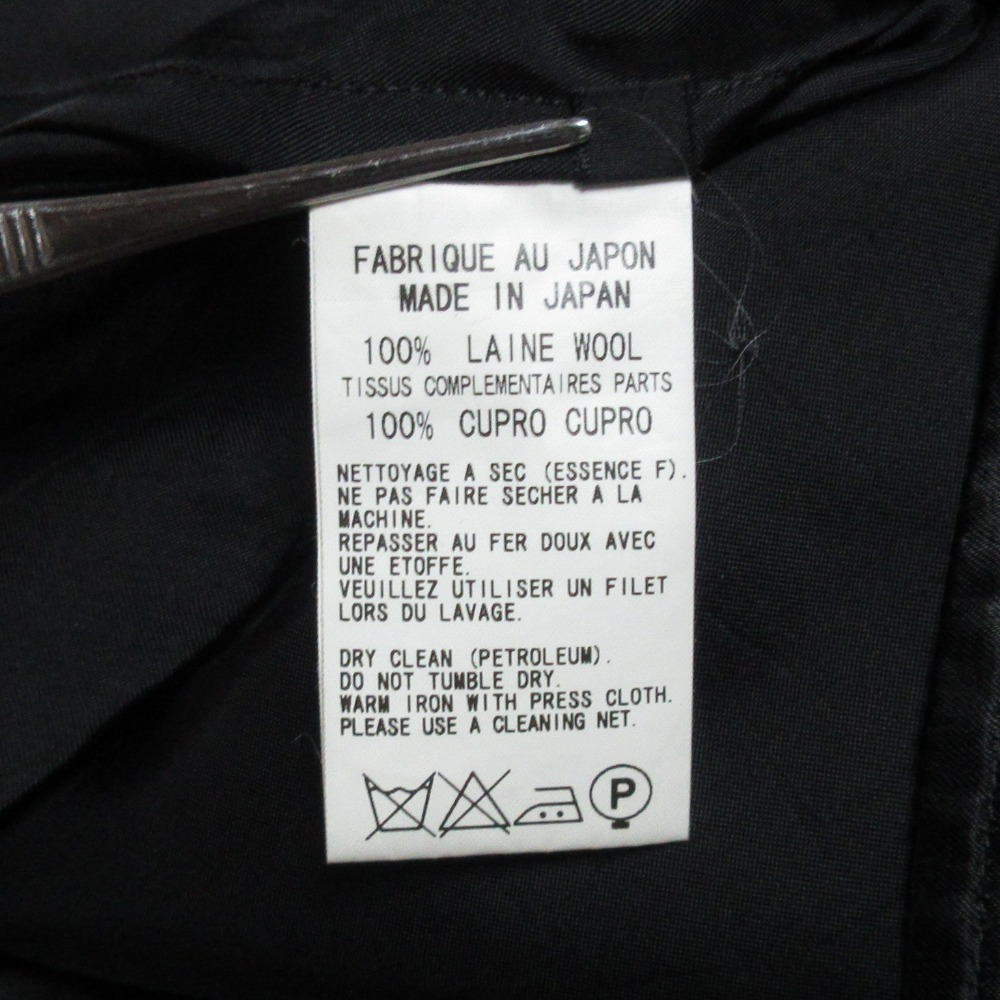 FABRIQUE AU JAPON
MADE IN JAPAN
100% LAINE WOOL
TISSUS COMPLEMENTAIRES PARTS
100% CUPRO CUPRO
NETTOYAGE A SEC (ESSENCE F).
NE PAS FAIRE SECHER A LA
MACHINE.
REPASSER AU FER DOUX AVEC
UNE ETOFFE.
VEUILLEZ UTILISER UN FILET
LORS DU LAVAGE.
DRY CLEAN (PETROLEUM).
DO NOT TUMBLE DRY.
WARM IRON WITH PRESS CLOTH.
PLEASE USE A CLEANING NET.
P